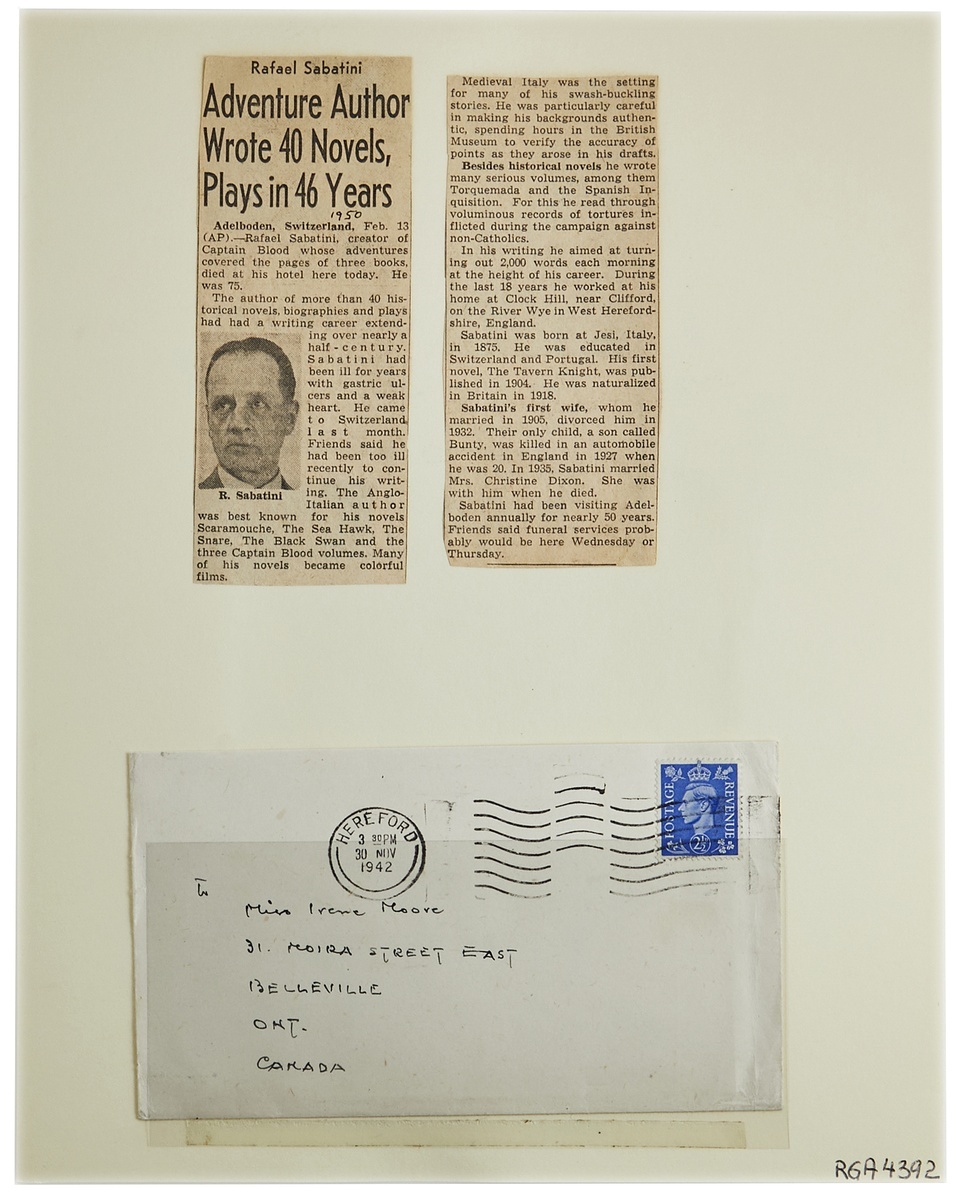 Rafael Sabatini
Adventure Author
Wrote 40 Novels,
Plays in 46 Years
1950
Adelboden, Switzerland, Feb. 13
(AP).—Rafael Sabatini, creator of
Captain Blood whose adventures
covered the pages of three books,
died at his hotel here today. He
was 75.
The author of more than 40 his-
torical novels, biographies and plays
had had a writing career extend-
ing over nearly a
half-century.
Sabatini had
been ill for years
with gastric ul-
cers and a weak
heart. He came
to Switzerland
last month.
Friends said he
had been too ill
recently to con-
tinue his writ-
ing. The Anglo-
Italian author
R. Sabatini
was best known for his novels
Scaramouche, The Sea Hawk, The
Snare, The Black Swan and the
three Captain Blood volumes. Many
of his novels became colorful
films.
Medieval Italy was the setting
for many of his swash-buckling
stories. He was particularly careful
in making his backgrounds authen-
tic, spending hours in the British
Museum to verify the accuracy of
points as they arose in his drafts.
Besides historical novels he wrote
many serious volumes, among them
Torquemada and the Spanish In-
quisition. For this he read through
voluminous records of tortures in-
flicted during the campaign against
non-Catholics.
In his writing he aimed at turn-
ing out 2,000 words each morning
at the height of his career. During
the last 18 years he worked at his
home at Clock Hill, near Clifford,
on the River Wye in West Hereford-
shire, England.
Sabatini was born at Jesi, Italy,
in 1875. He was educated in
Switzerland and Portugal. His first
novel, The Tavern Knight, was pub-
lished in 1904. He was naturalized
in Britain in 1918.
Sabatini's first wife, whom he
married in 1905, divorced him in
1932. Their only child, a son called
Bunty, was killed in an automobile
accident in England in 1927 when
he was 20. In 1935, Sabatini married
Mrs. Christine Dixon. She was
with him when he died.
Sabatini had been visiting Adel-
boden annually for nearly 50 years.
Friends said funeral services prob-
ably would be here Wednesday or
Thursday.
POSTAGE
REVENUE
2½D
HEREFORD
3 30PM
30 NOV
1942
To
Miss Irene Moore
31. MOIRA STREET EAST
BELLEVILLE
ONT.
CANADA
RGA4392